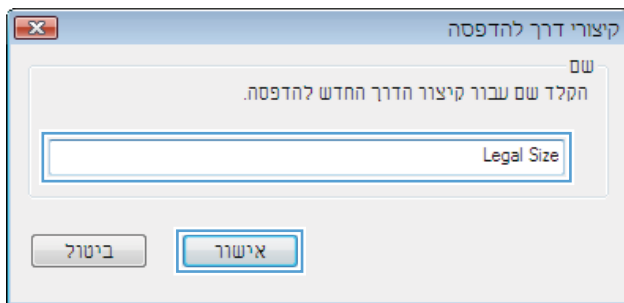 קיצורי דרך להדפסה
שם
הקלד שם עבור קיצור הדרך החדש להדפסה.
Legal Size
אישור
ביטול